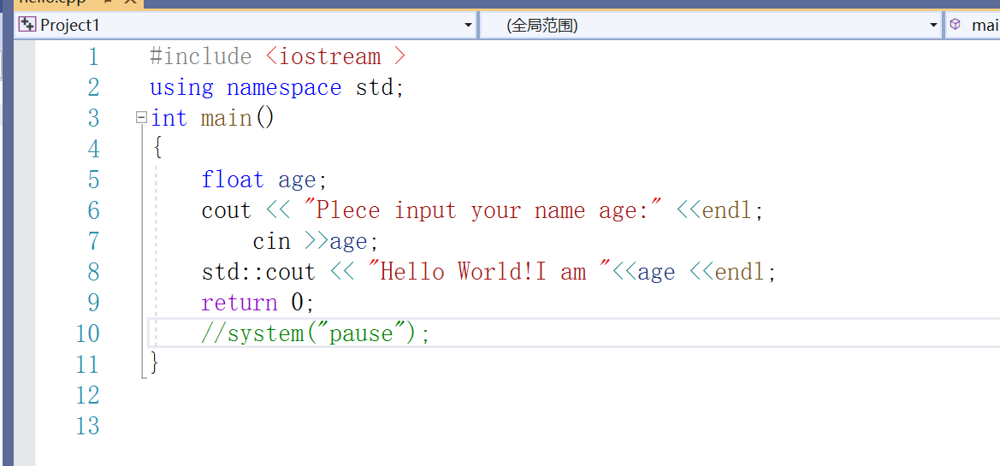 hello.cpp
Project1 (全局范围) mai
1 #include <iostream >
2 using namespace std;
3 int main()
4 {
5 float age;
6 cout << "Plece input your name age:" <<endl;
7 cin >>age;
8 std::cout << "Hello World!I am "<<age <<endl;
9 return 0;
10 //system("pause");
11 }
12
13